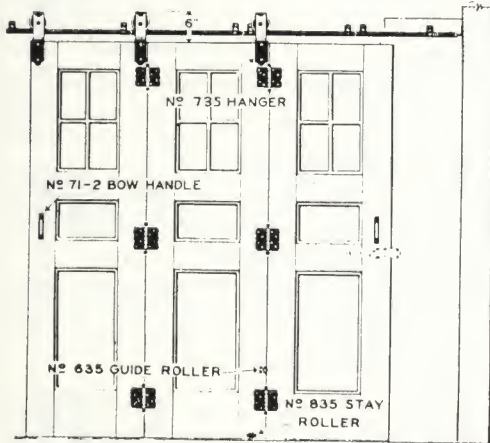 6"
Nº 735 HANGER
Nº 71-2 BOW HANDLE
Nº 635 GUIDE ROLLER
Nº 835 STAY
ROLLER